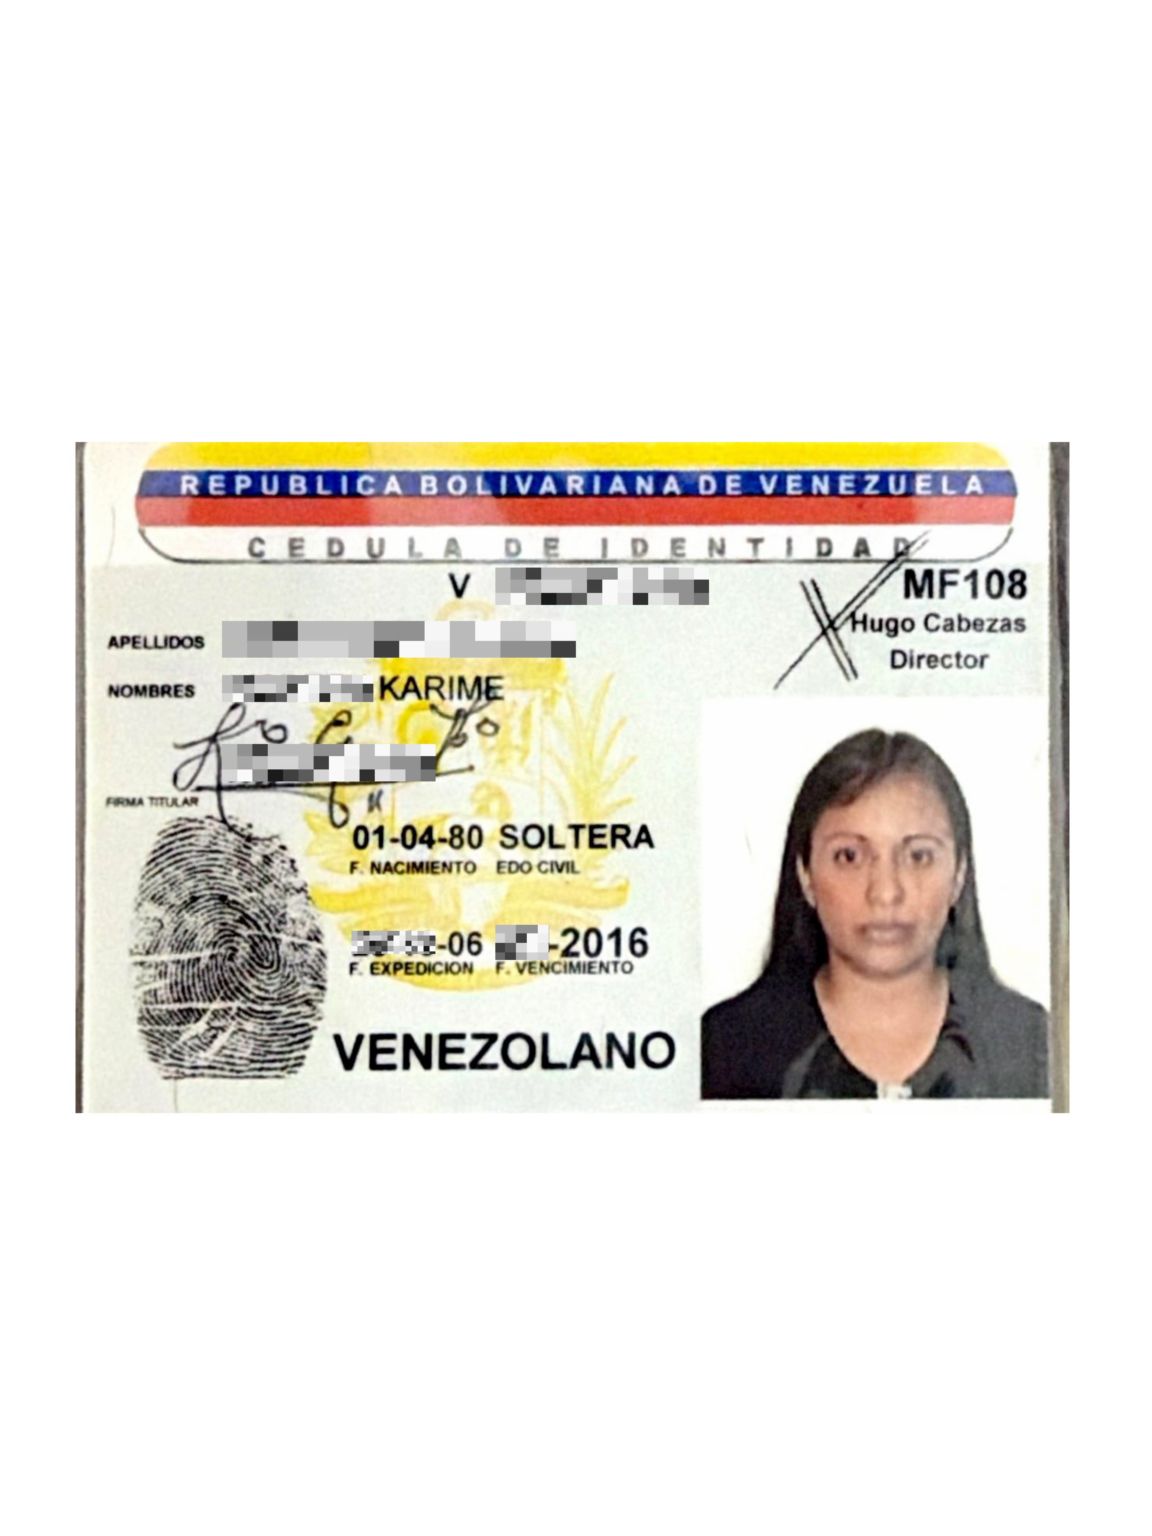 REPUBLICA BOLIVARIANA DE VENEZUELA
CEDULA DE IDENTIDAD
V
MF108
Hugo Cabezas
Director
APELLIDOS
NOMBRES KARIME
FIRMA TITULAR
01-04-80 SOLTERA
F. NACIMIENTO EDO CIVIL
-06 -2016
F. EXPEDICION F. VENCIMIENTO
VENEZOLANO